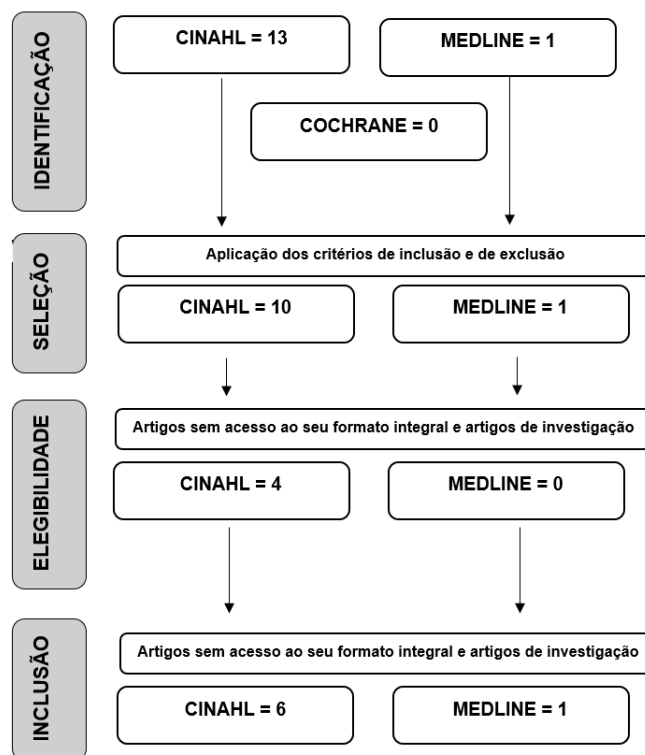 IDENTIFICAÇÃO
CINAHL = 13
MEDLINE = 1
COCHRANE = 0
SELEÇÃO
Aplicação dos critérios de inclusão e de exclusão
CINAHL = 10
MEDLINE = 1
ELEGIBILIDADE
Artigos sem acesso ao seu formato integral e artigos de investigação
CINAHL = 4
MEDLINE = 0
INCLUSÃO
Artigos sem acesso ao seu formato integral e artigos de investigação
CINAHL = 6
MEDLINE = 1